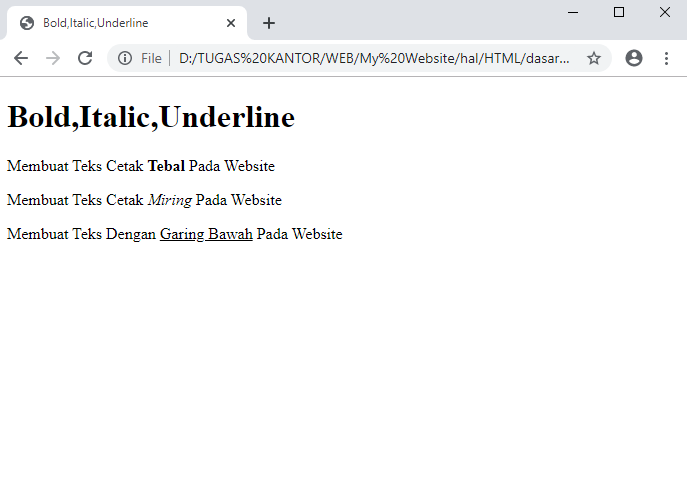 Bold,Italic,Underline
File D:/TUGAS%20KANTOR/WEB/My%20Website/hal/HTML/dasar...
Bold,Italic,Underline
Membuat Teks Cetak Tebal Pada Website
Membuat Teks Cetak Miring Pada Website
Membuat Teks Dengan Garing Bawah Pada Website